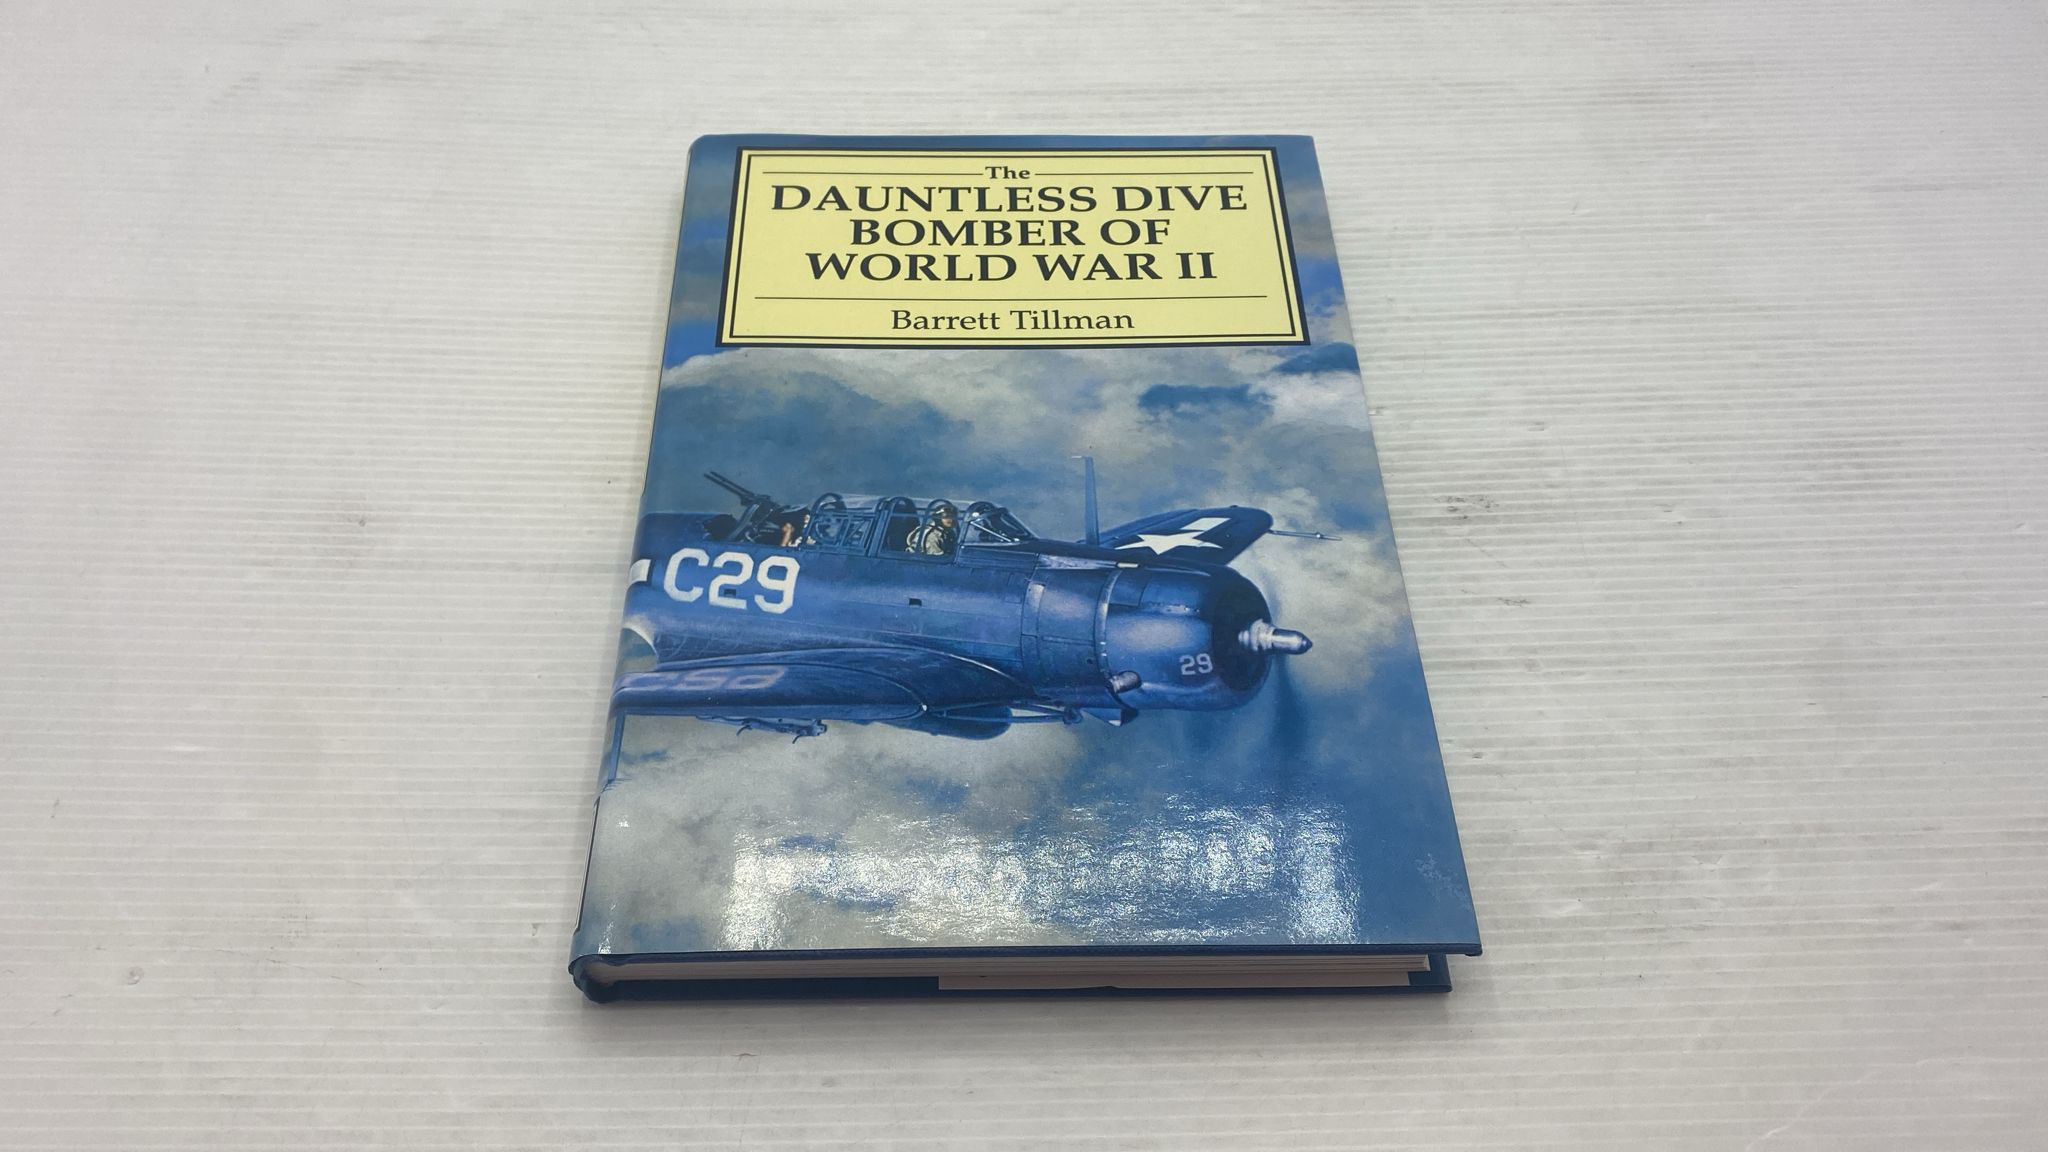 The
DAUNTLESS DIVE
BOMBER OF
WORLD WAR II
Barrett Tillman
C29
29